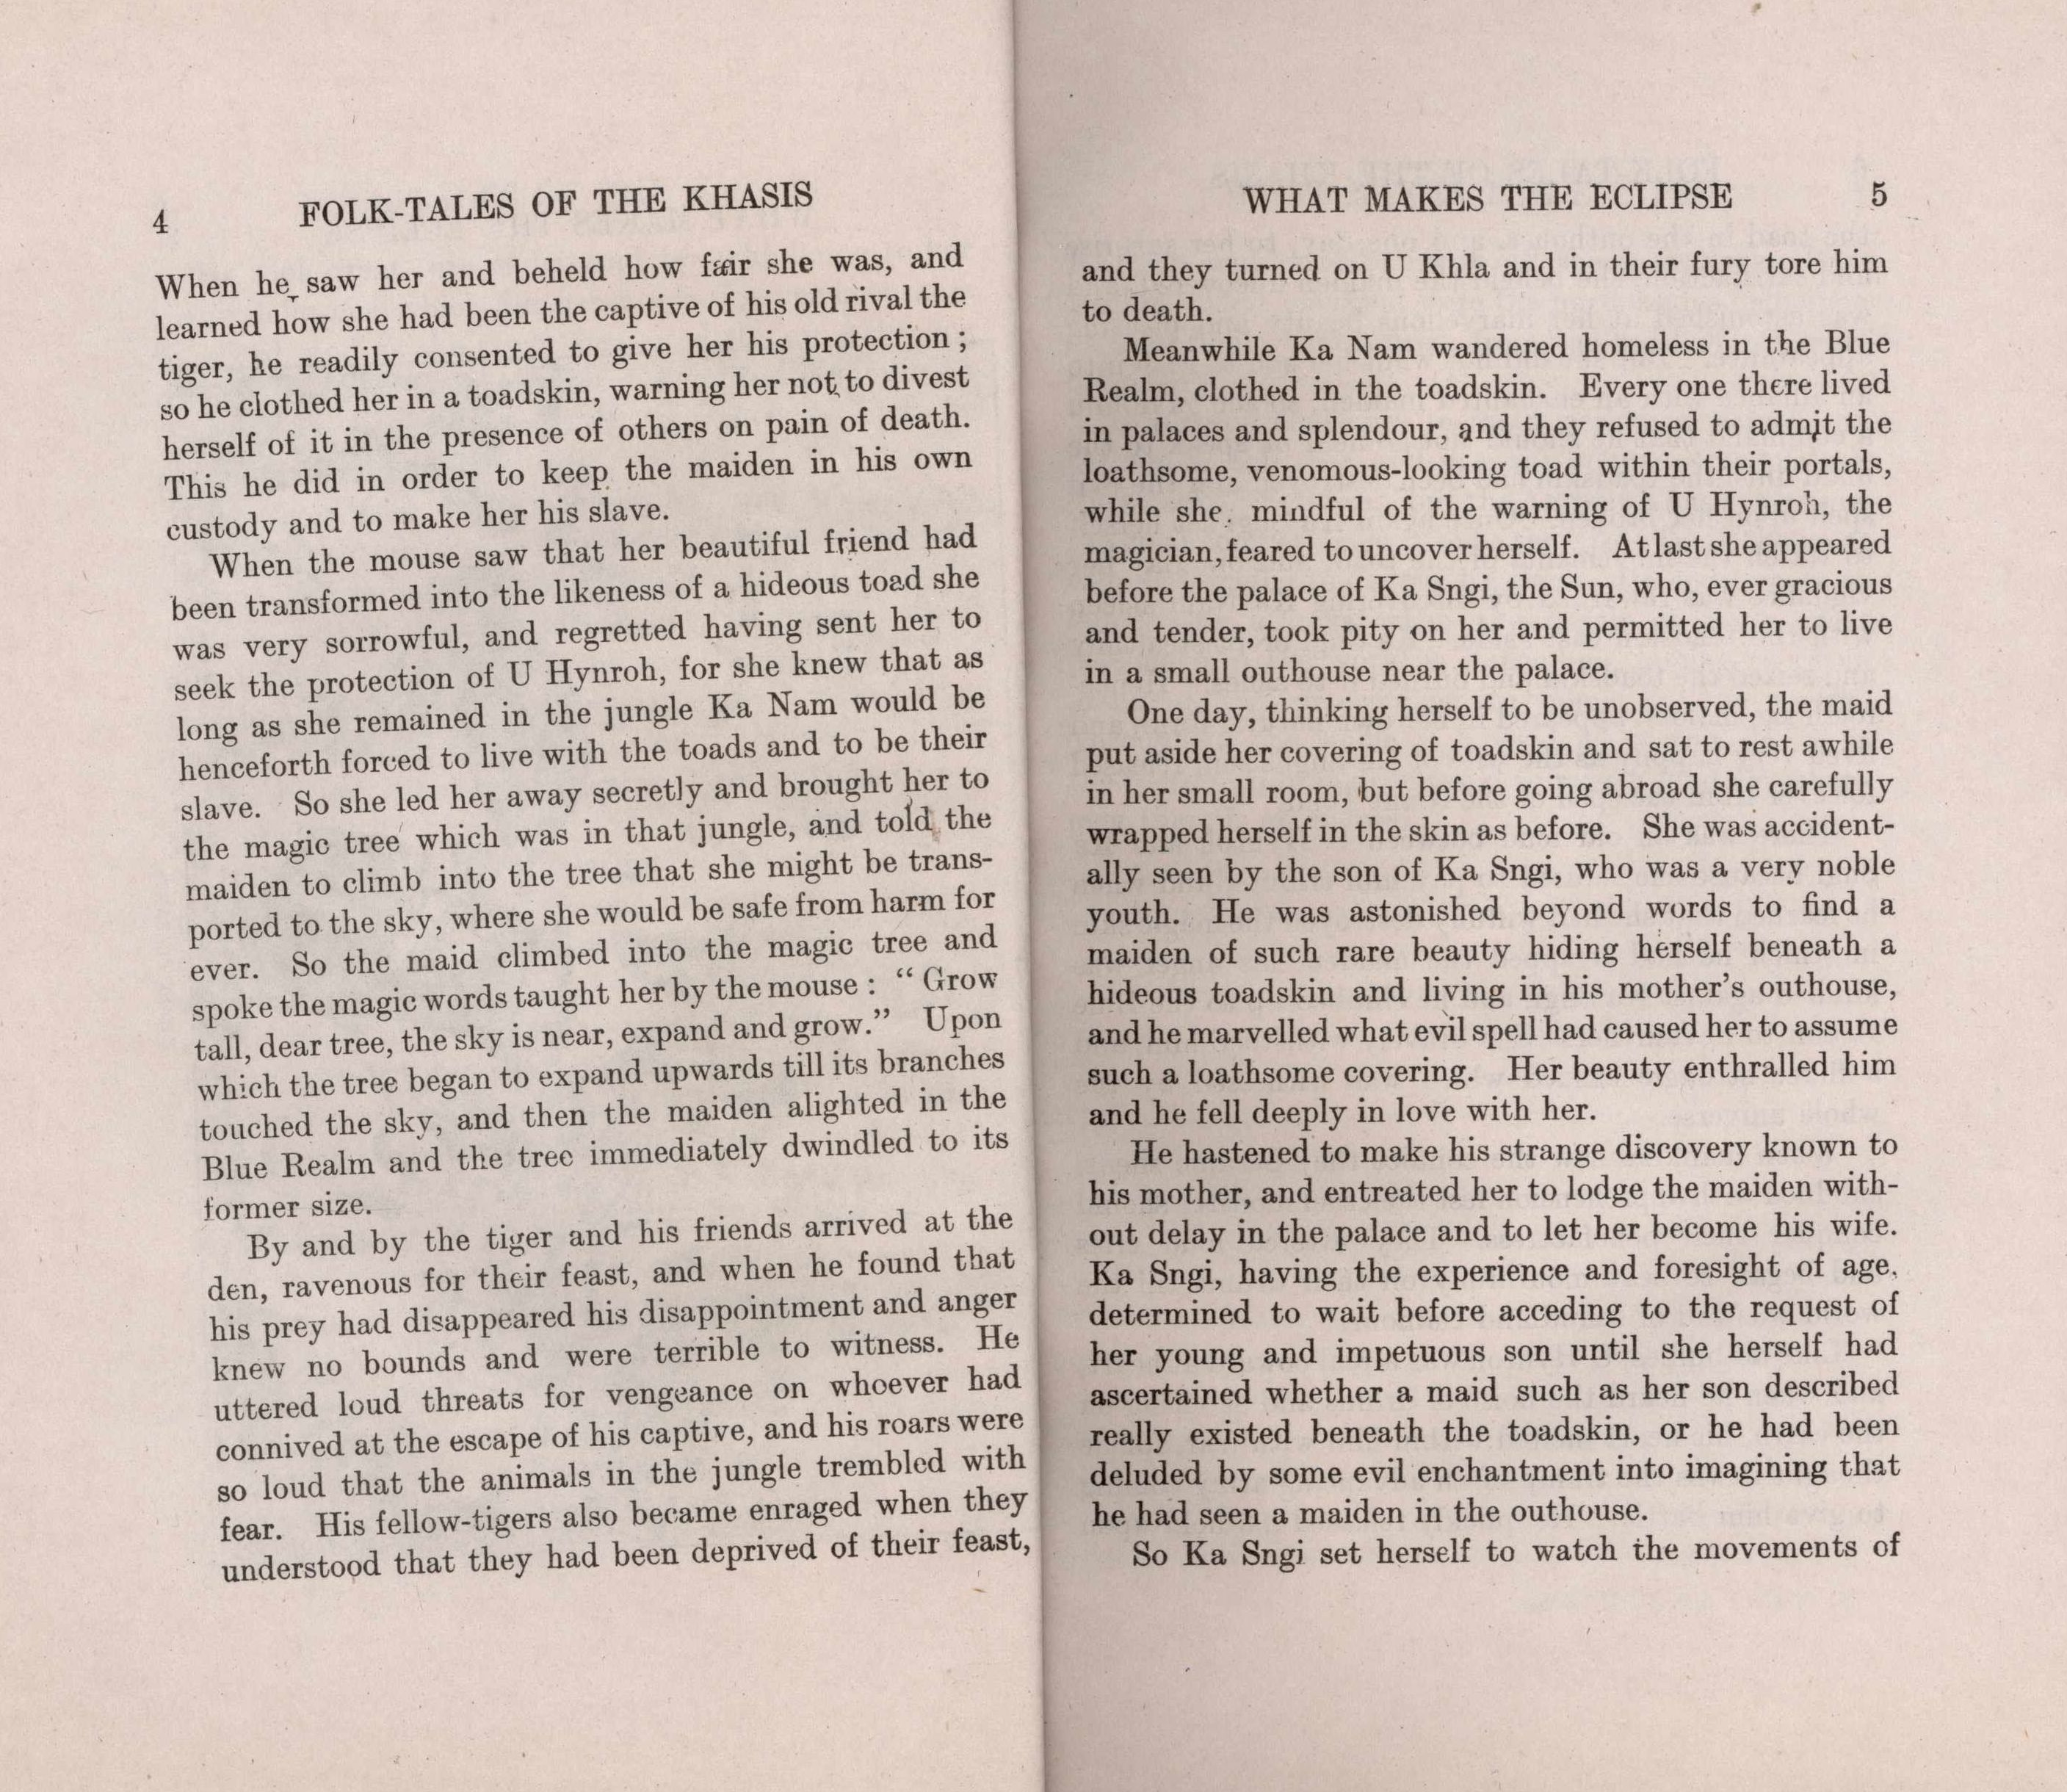 4 FOLK-TALES OF THE KHASIS
When he saw her and beheld how fair she was, and
learned how she had been the captive of his old rival the
tiger, he readily consented to give her his protection ;
so he clothed her in a toadskin, warning her not to divest
herself of it in the presence of others on pain of death.
This he did in order to keep the maiden in his own
custody and to make her his slave.
When the mouse saw that her beautiful friend had
been transformed into the likeness of a hideous toad she
was very sorrowful, and regretted having sent her to
seek the protection of U Hynroh, for she knew that as
long as she remained in the jungle Ka Nam would be
henceforth forced to live with the toads and to be their
slave. So she led her away secretly and brought her to
the magic tree which was in that jungle, and told the
maiden to climb into the tree that she might be trans-
ported to the sky, where she would be safe from harm for
ever. So the maid climbed into the magic tree and
spoke the magic words taught her by the mouse : “ Grow
tall, dear tree, the sky is near, expand and grow.” Upon
which the tree began to expand upwards till its branches
touched the sky, and then the maiden alighted in the
Blue Realm and the tree immediately dwindled to its
former size.
By and by the tiger and his friends arrived at the
den, ravenous for their feast, and when he found that
his prey had disappeared his disappointment and anger
knew no bounds and were terrible to witness. He
uttered loud threats for vengeance on whoever had
connived at the escape of his captive, and his roars were
so loud that the animals in the jungle trembled with
fear. His fellow-tigers also became enraged when they
understood that they had been deprived of their feast,
WHAT MAKES THE ECLIPSE 5
and they turned on U Khla and in their fury tore him
to death.
Meanwhile Ka Nam wandered homeless in the Blue
Realm, clothed in the toadskin. Every one there lived
in palaces and splendour, and they refused to admit the
loathsome, venomous-looking toad within their portals,
while she, mindful of the warning of U Hynroh, the
magician, feared to uncover herself. At last she appeared
before the palace of Ka Sngi, the Sun, who, ever gracious
and tender, took pity on her and permitted her to live
in a small outhouse near the palace.
One day, thinking herself to be unobserved, the maid
put aside her covering of toadskin and sat to rest awhile
in her small room, but before going abroad she carefully
wrapped herself in the skin as before. She was accident-
ally seen by the son of Ka Sngi, who was a very noble
youth. He was astonished beyond words to find a
maiden of such rare beauty hiding herself beneath a
hideous toadskin and living in his mother’s outhouse,
and he marvelled what evil spell had caused her to assume
such a loathsome covering. Her beauty enthralled him
and he fell deeply in love with her.
He hastened to make his strange discovery known to
his mother, and entreated her to lodge the maiden with-
out delay in the palace and to let her become his wife.
Ka Sngi, having the experience and foresight of age,
determined to wait before acceding to the request of
her young and impetuous son until she herself had
ascertained whether a maid such as her son described
really existed beneath the toadskin, or he had been
deluded by some evil enchantment into imagining that
he had seen a maiden in the outhouse.
So Ka Sngi set herself to watch the movements of